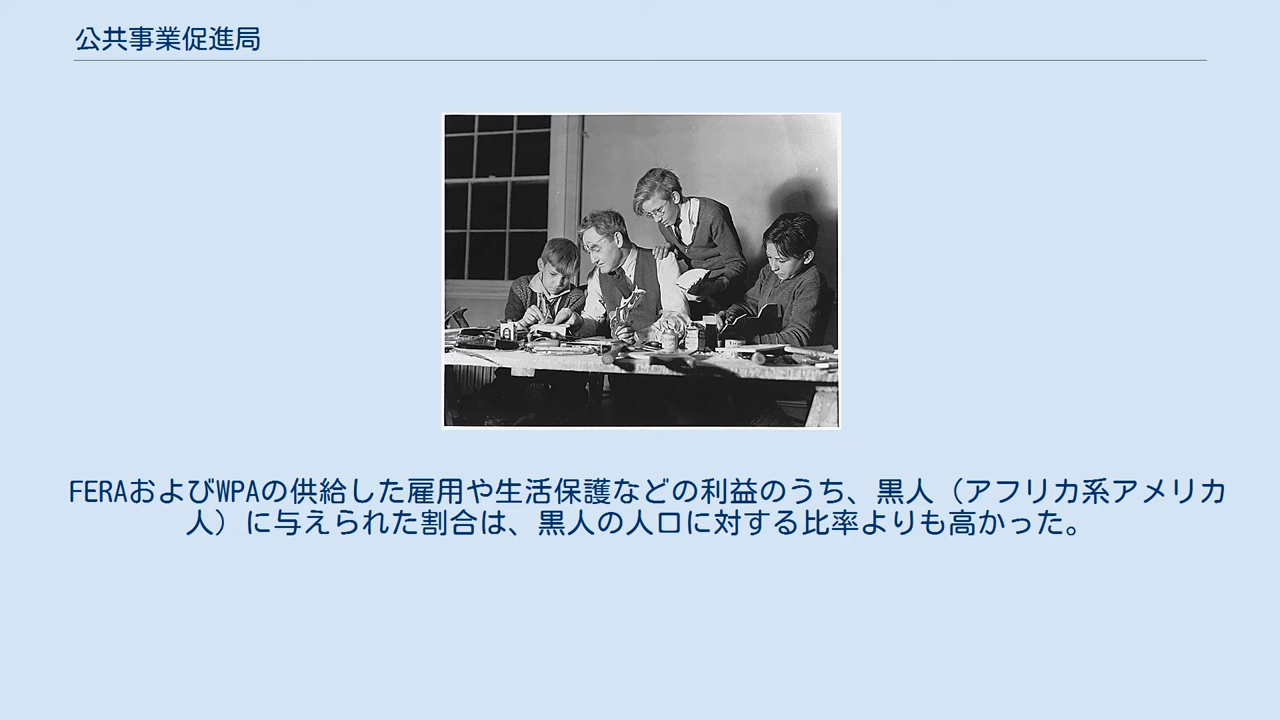 公共事業促進局
FERAおよびWPAの供給した雇用や生活保護などの利益のうち、黒人（アフリカ系アメリカ
人）に与えられた割合は、黒人の人口に対する比率よりも高かった。